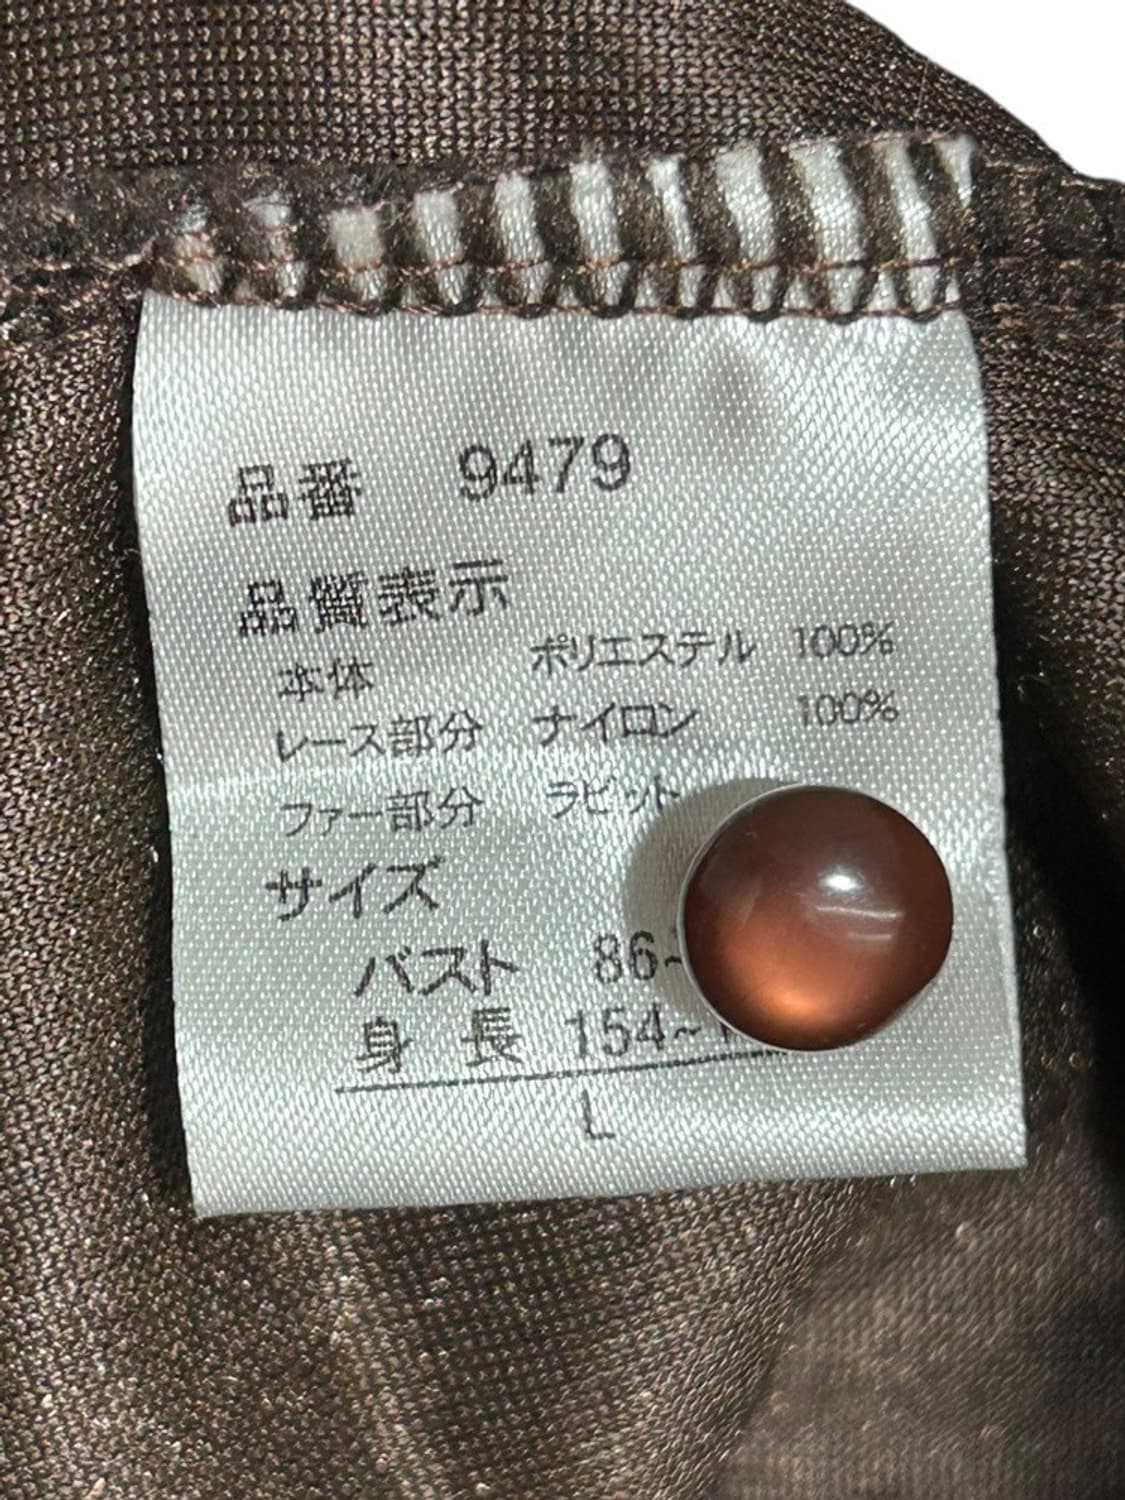 品番 9479
品質表示
本体 ポリエステル 100%
レース部分 ナイロン 100%
ファー部分 ラビット
サイズ
バスト 86
身長 154~
L